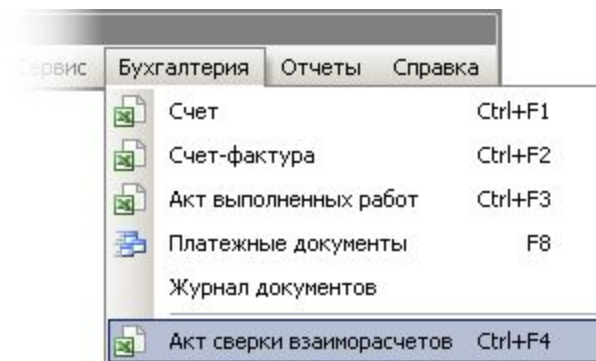 Сервис Бухгалтерия Отчеты Справка
Счет Ctrl+F1
Счет-фактура Ctrl+F2
Акт выполненных работ Ctrl+F3
Платежные документы F8
Журнал документов
Акт сверки взаиморасчетов Ctrl+F4